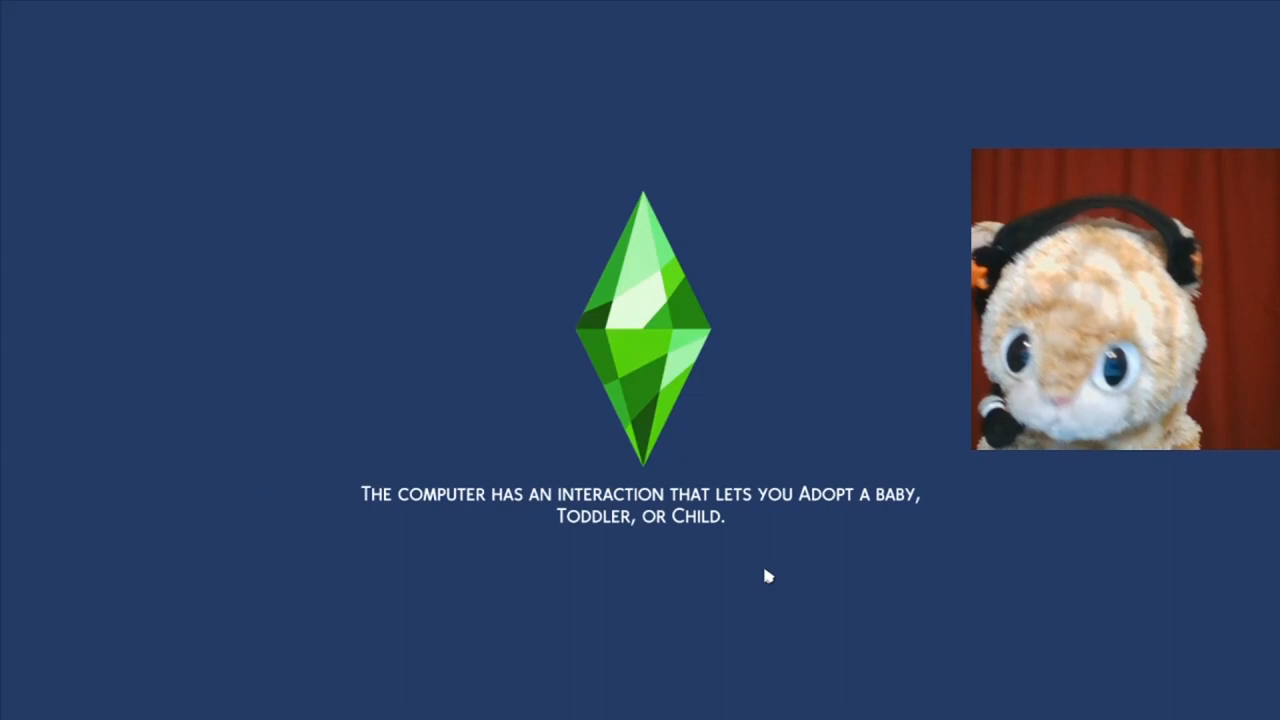 The computer has an interaction that lets you Adopt a baby,
Toddler, or Child.